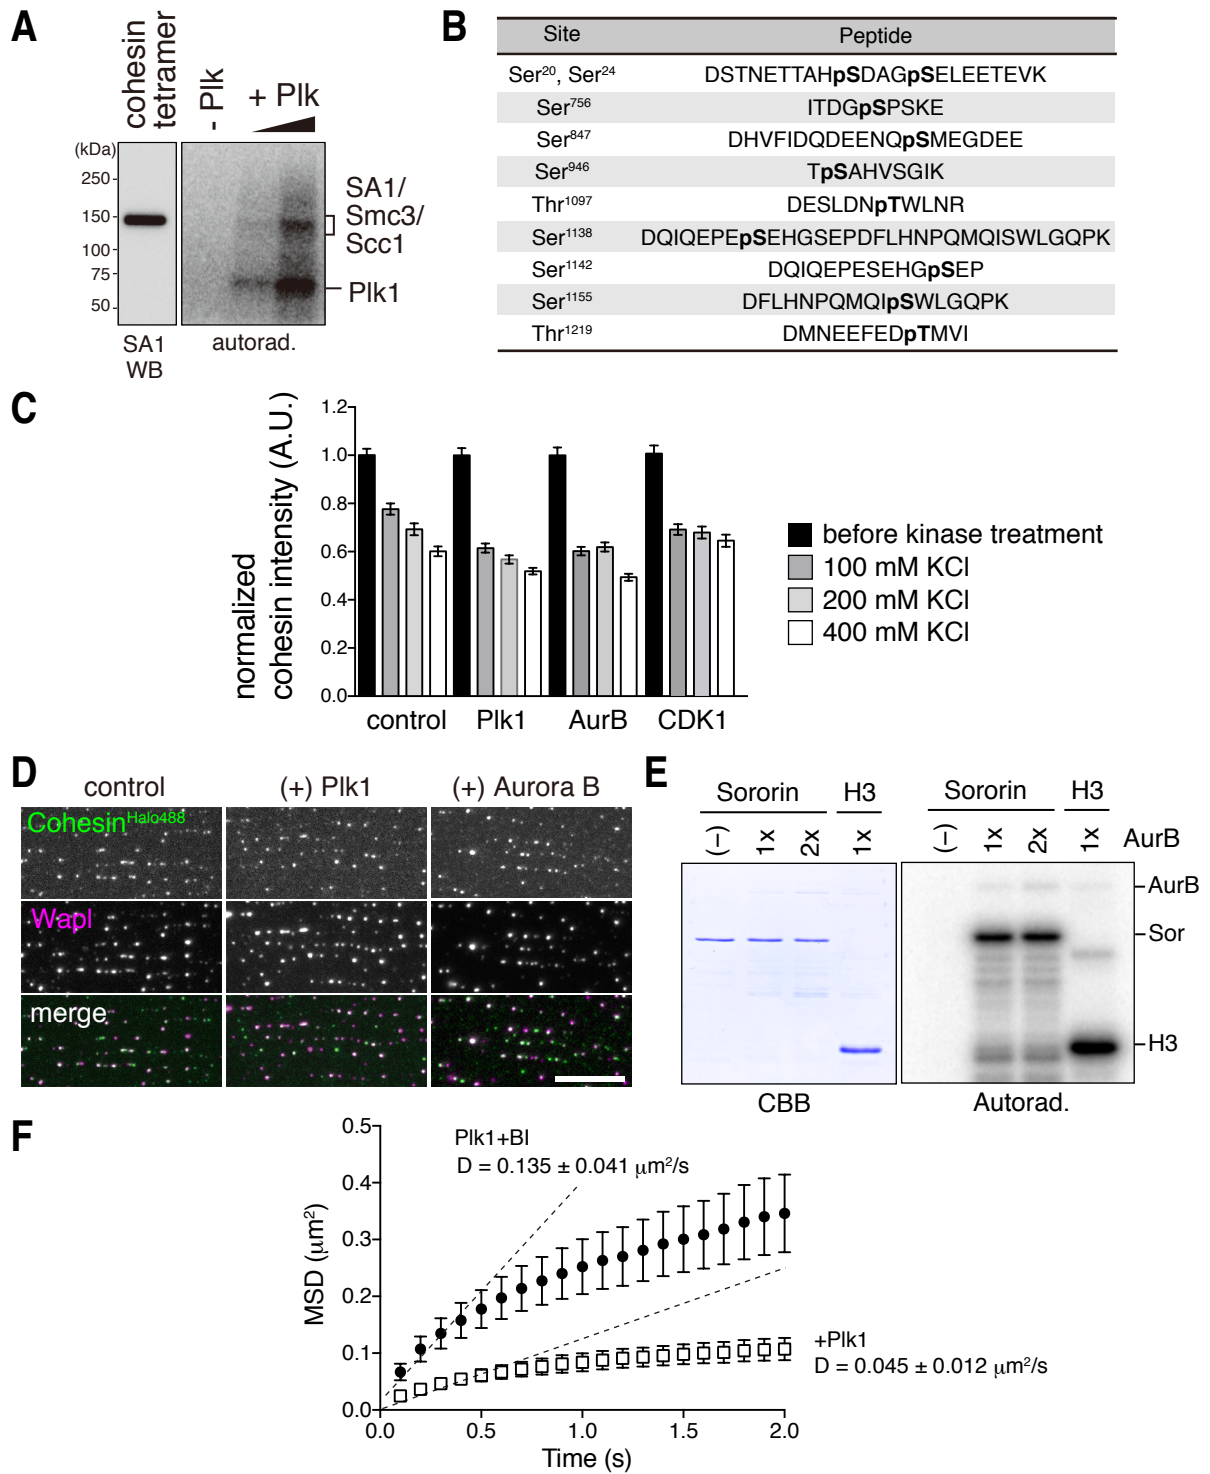 A
cohesin
tetramer
- Plk
+ Plk
(kDa)
250
150
100
75
50
SA1/
Smc3/
Scc1
Plk1
SA1
WB
autorad.
B
Site Peptide
Ser20, Ser24 DSTNETTAHpSDAGpSELEETEVK
Ser756 ITDGpSPSKE
Ser847 DHVFIDQDEENQpSMEGDEE
Ser946 TpSAHVSGIK
Thr1097 DESLDNpTWLNR
Ser1138 DQIQEPEpSEHGSEPDFLHNPQMQISWLGQPK
Ser1142 DQIQEPESEHGpSEP
Ser1155 DFLHNPQMQIpSWLGQPK
Thr1219 DMNEEFEDpTMVI
C
normalized
cohesin intensity (A.U.)
1.2
1.0
0.8
0.6
0.4
0.2
0.0
control Plk1 AurB CDK1
before kinase treatment
100 mM KCl
200 mM KCl
400 mM KCl
D
control (+) Plk1 (+) Aurora B
CohesinHalo488
Wapl
merge
E
Sororin H3 Sororin H3
(–) 1x 2x 1x (–) 1x 2x 1x AurB
AurB
Sor
H3
CBB Autorad.
F
MSD (μm2)
0.5
0.4
0.3
0.2
0.1
0.0
Plk1+BI
D = 0.135 ± 0.041 μm2/s
+Plk1
D = 0.045 ± 0.012 μm2/s
0.0 0.5 1.0 1.5 2.0
Time (s)